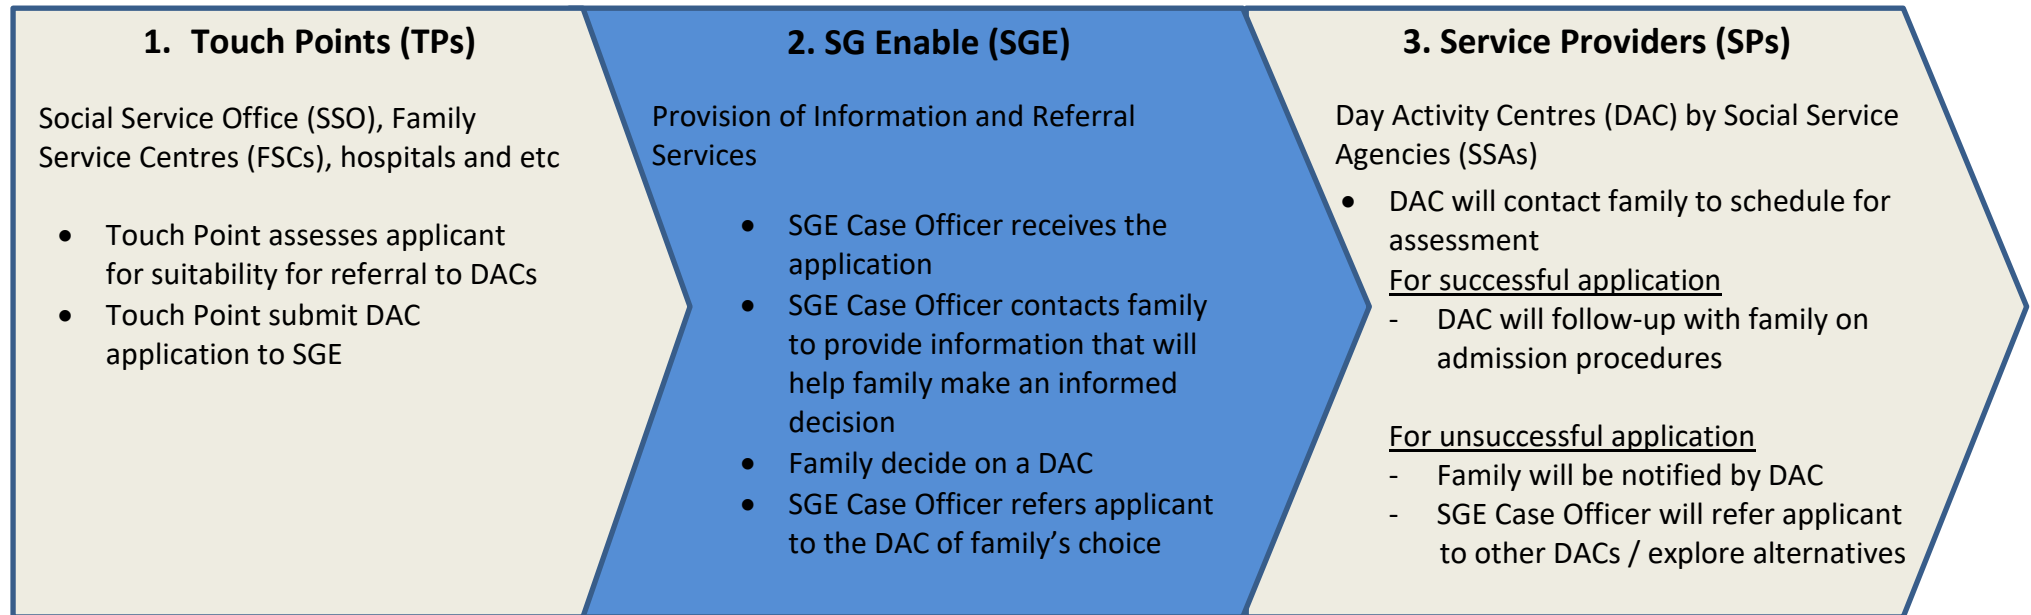 1. Touch Points (TPs)
Social Service Office (SSO), Family
Service Centres (FSCs), hospitals and etc
• Touch Point assesses applicant
for suitability for referral to DACs
• Touch Point submit DAC
application to SGE
2. SG Enable (SGE)
Provision of Information and Referral
Services
• SGE Case Officer receives the
application
• SGE Case Officer contacts family
to provide information that will
help family make an informed
decision
• Family decide on a DAC
• SGE Case Officer refers applicant
to the DAC of family’s choice
3. Service Providers (SPs)
Day Activity Centres (DAC) by Social Service
Agencies (SSAs)
• DAC will contact family to schedule for
assessment
For successful application
- DAC will follow-up with family on
admission procedures
For unsuccessful application
- Family will be notified by DAC
- SGE Case Officer will refer applicant
to other DACs / explore alternatives